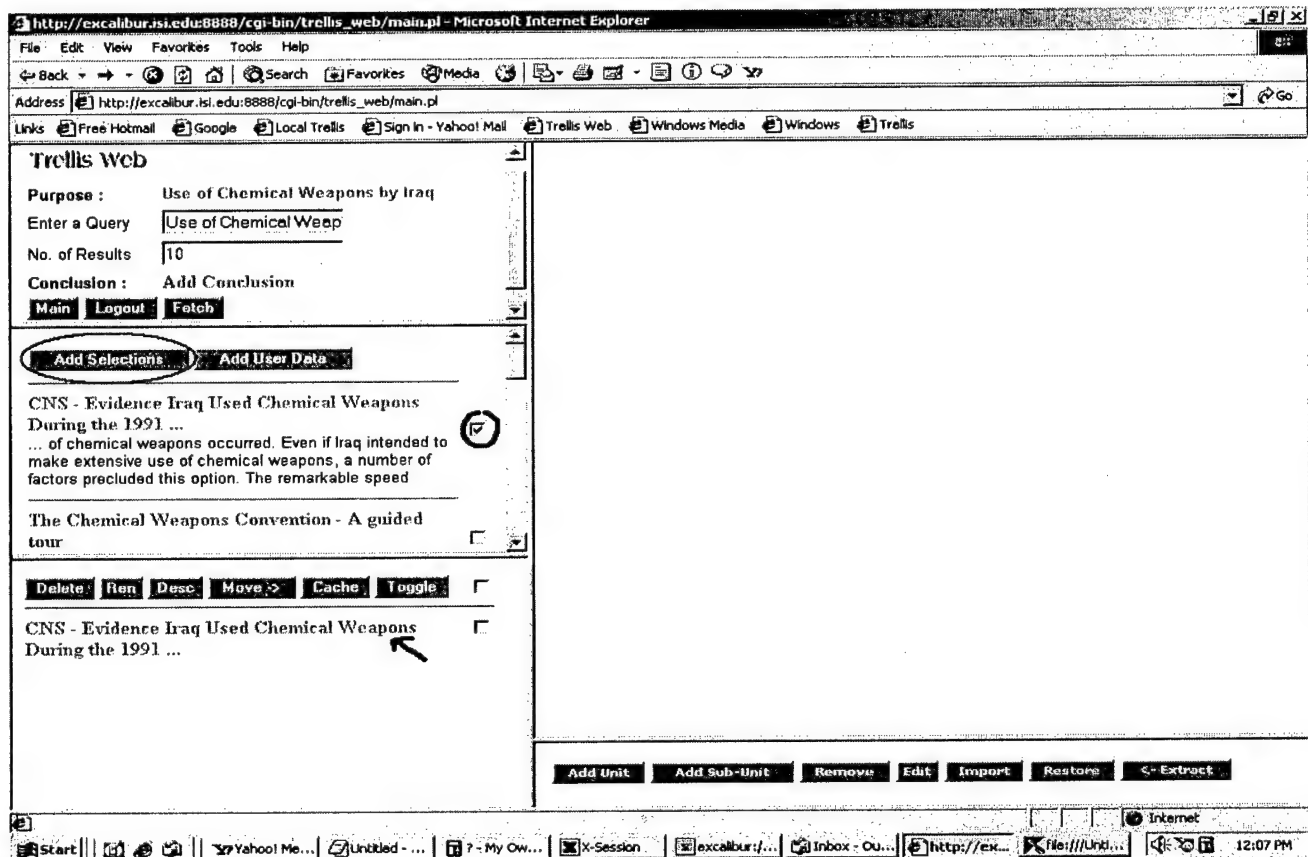 http://excalibur.isi.edu:8888/cgi-bin/trellis_web/main.pl - Microsoft Internet Explorer
File Edit View Favorites Tools Help
Back Search Favorites Media
Address http://excalibur.isi.edu:8888/cgi-bin/trellis_web/main.pl Go
Links Free Hotmail Google Local Trellis Sign In - Yahoo! Mail Trellis Web Windows Media Windows Trellis
Trellis Web
Purpose : Use of Chemical Weapons by Iraq
Enter a Query Use of Chemical Weap
No. of Results 10
Conclusion : Add Conclusion
Main Logout Fetch
Add Selections Add User Data
CNS - Evidence Iraq Used Chemical Weapons
During the 1991 ...
... of chemical weapons occurred. Even if Iraq intended to
make extensive use of chemical weapons, a number of
factors precluded this option. The remarkable speed
The Chemical Weapons Convention - A guided
tour
Delete Ren Desc Move -> Cache Toggle
CNS - Evidence Iraq Used Chemical Weapons
During the 1991 ...
Add Unit Add Sub-Unit Remove Edit Import Restore <- Extract
Internet
Start Yahoo! Me... Untitled - ... ? - My Ow... X-Session excalibur:/... Inbox - Ou... http://ex... file:///Unti... 12:07 PM